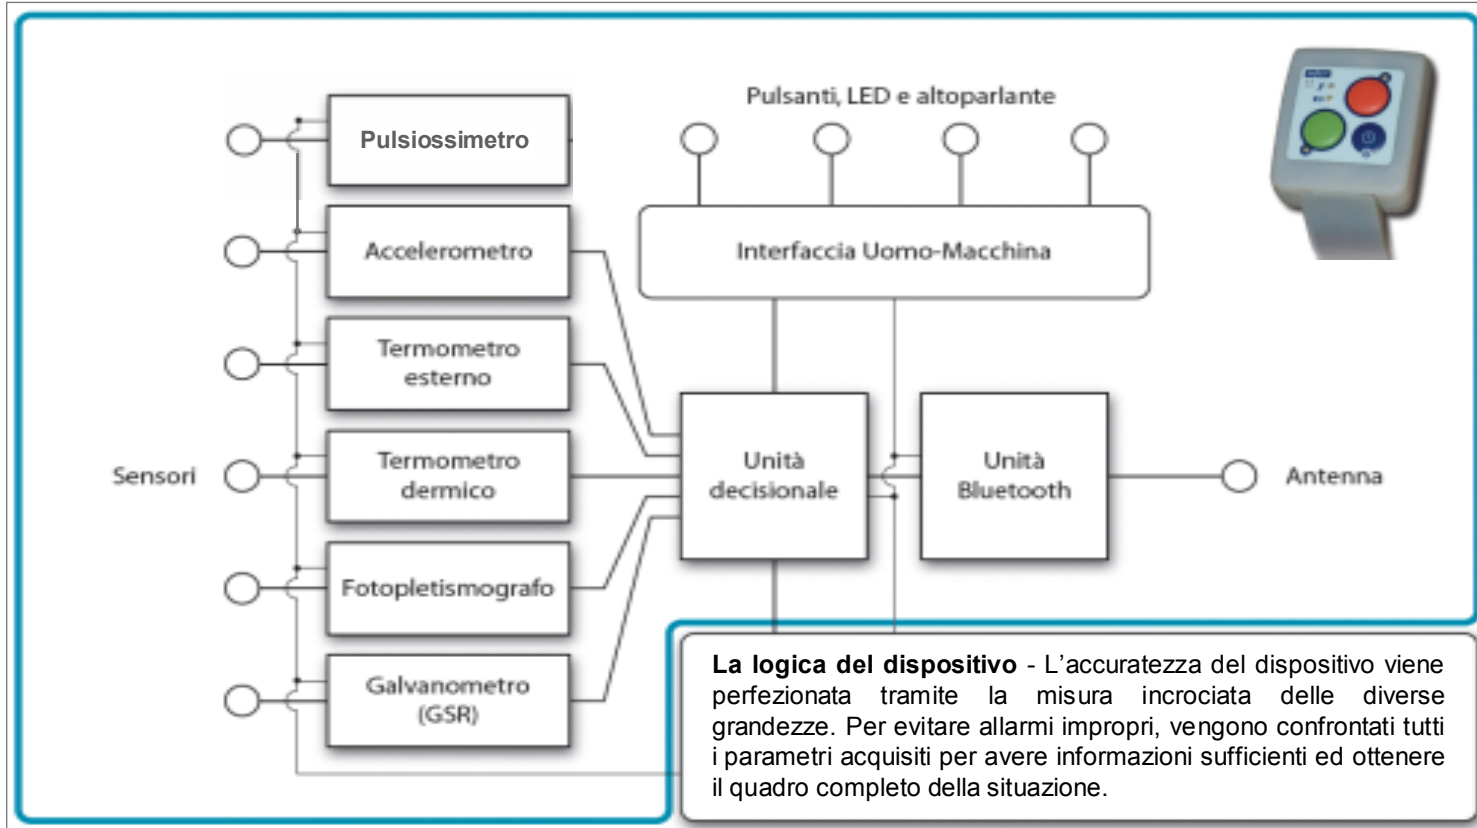 Pulsanti, LED e altoparlante
Pulsiossimetro
Accelerometro
Interfaccia Uomo-Macchina
Termometro
esterno
Sensori
Termometro
dermico
Unità
decisionale
Unità
Bluetooth
Antenna
Fotopletismografo
Galvanometro
(GSR)
La logica del dispositivo - L'accuratezza del dispositivo viene
perfezionata tramite la misura incrociata delle diverse
grandezze. Per evitare allarmi impropri, vengono confrontati tutti
i parametri acquisiti per avere informazioni sufficienti ed ottenere
il quadro completo della situazione.